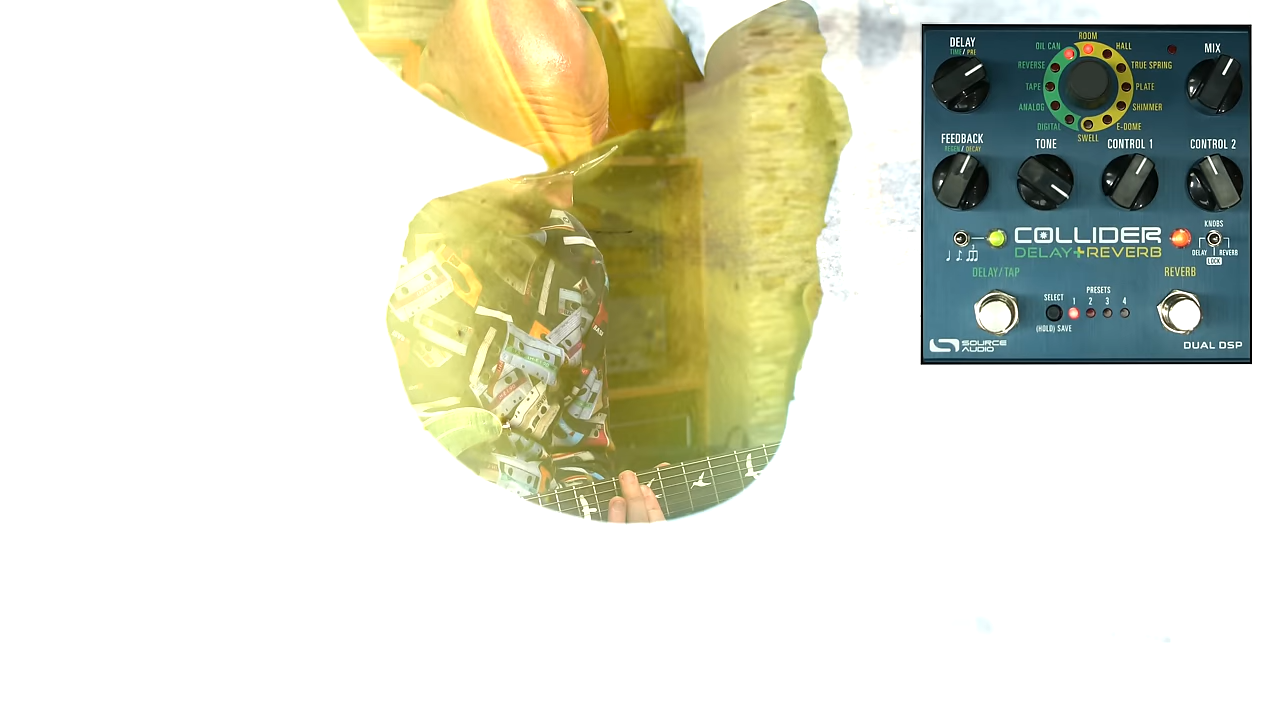 DELAY
TIME / PRE
ROOM
OIL CAN
HALL
MIX
REVERSE
TRUE SPRING
TAPE
PLATE
ANALOG
SHIMMER
DIGITAL
E-DOME
SWELL
FEEDBACK
REGEN / DECAY
TONE
CONTROL 1
CONTROL 2
COLLIDER
DELAY+REVERB
KNOBS
DELAY
REVERB
LOCK
DELAY/TAP
REVERB
PRESETS
SELECT
1
2
3
4
(HOLD) SAVE
SOURCE
AUDIO
DUAL DSP